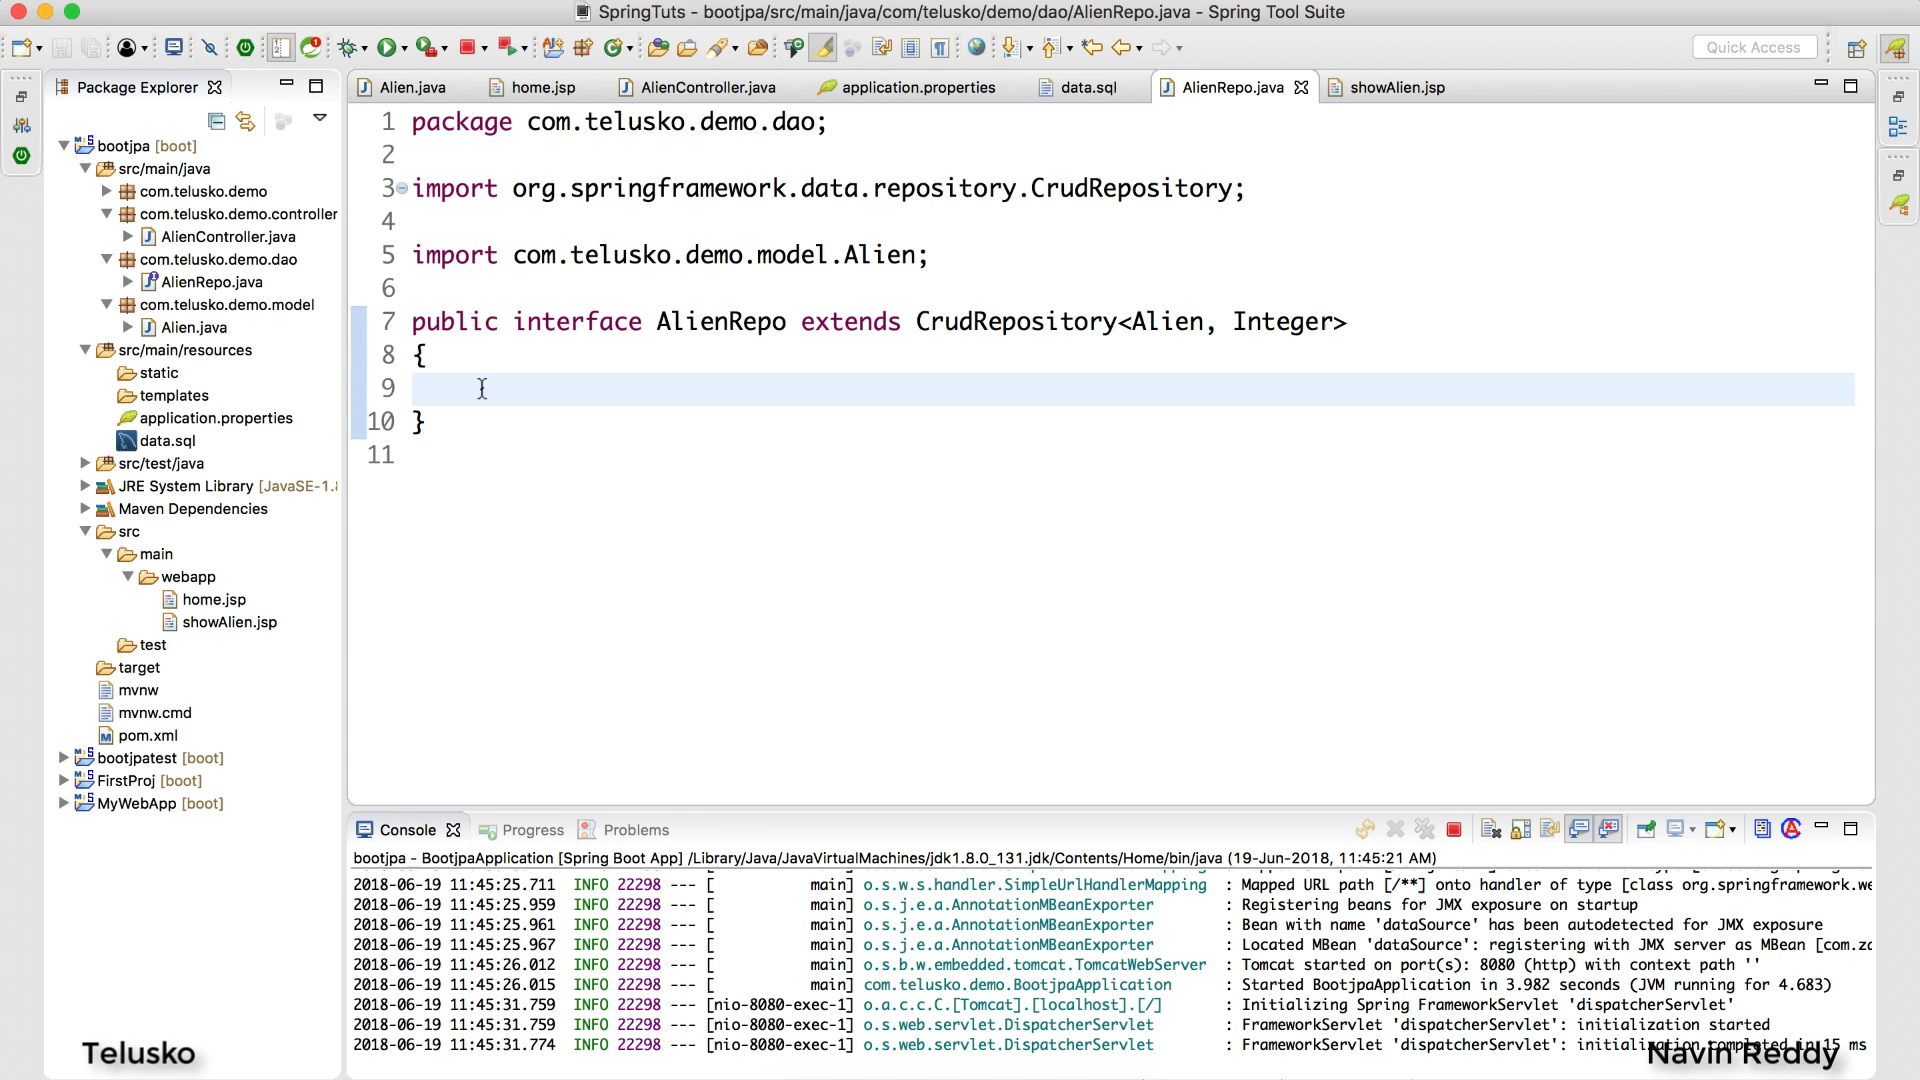 SpringTuts - bootjpa/src/main/java/com/telusko/demo/dao/AlienRepo.java - Spring Tool Suite
Quick Access
Package Explorer
bootjpa [boot]
src/main/java
com.telusko.demo
com.telusko.demo.controller
AlienController.java
com.telusko.demo.dao
AlienRepo.java
com.telusko.demo.model
Alien.java
src/main/resources
static
templates
application.properties
data.sql
src/test/java
JRE System Library [JavaSE-1.8
Maven Dependencies
src
main
webapp
home.jsp
showAlien.jsp
test
target
mvnw
mvnw.cmd
pom.xml
bootjpatest [boot]
FirstProj [boot]
MyWebApp [boot]
Alien.java home.jsp AlienController.java application.properties data.sql AlienRepo.java showAlien.jsp
1 package com.telusko.demo.dao;
2
3 import org.springframework.data.repository.CrudRepository;
4
5 import com.telusko.demo.model.Alien;
6
7 public interface AlienRepo extends CrudRepository<Alien, Integer>
8 {
9
10 }
11
Console Progress Problems
bootjpa - BootjpaApplication [Spring Boot App] /Library/Java/JavaVirtualMachines/jdk1.8.0_131.jdk/Contents/Home/bin/java (19-Jun-2018, 11:45:21 AM)
2018-06-19 11:45:25.711 INFO 22298 --- [ main] o.s.w.s.handler.SimpleUrlHandlerMapping : Mapped URL path [/**] onto handler of type [class org.springframework.we
2018-06-19 11:45:25.959 INFO 22298 --- [ main] o.s.j.e.a.AnnotationMBeanExporter : Registering beans for JMX exposure on startup
2018-06-19 11:45:25.961 INFO 22298 --- [ main] o.s.j.e.a.AnnotationMBeanExporter : Bean with name 'dataSource' has been autodetected for JMX exposure
2018-06-19 11:45:25.967 INFO 22298 --- [ main] o.s.j.e.a.AnnotationMBeanExporter : Located MBean 'dataSource': registering with JMX server as MBean [com.za
2018-06-19 11:45:26.012 INFO 22298 --- [ main] o.s.b.w.embedded.tomcat.TomcatWebServer : Tomcat started on port(s): 8080 (http) with context path ''
2018-06-19 11:45:26.015 INFO 22298 --- [ main] com.telusko.demo.BootjpaApplication : Started BootjpaApplication in 3.982 seconds (JVM running for 4.683)
2018-06-19 11:45:31.759 INFO 22298 --- [nio-8080-exec-1] o.a.c.c.C.[Tomcat].[localhost].[/] : Initializing Spring FrameworkServlet 'dispatcherServlet'
2018-06-19 11:45:31.759 INFO 22298 --- [nio-8080-exec-1] o.s.web.servlet.DispatcherServlet : FrameworkServlet 'dispatcherServlet': initialization started
2018-06-19 11:45:31.774 INFO 22298 --- [nio-8080-exec-1] o.s.web.servlet.DispatcherServlet : FrameworkServlet 'dispatcherServlet': initialization completed in 15 ms
Telusko
Navin Reddy